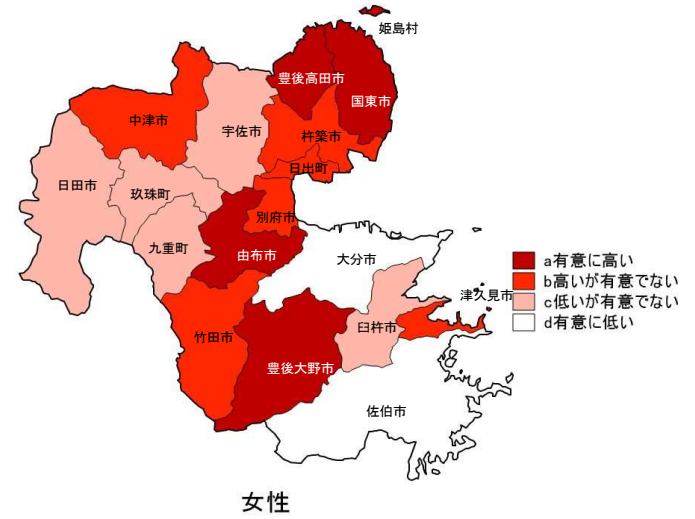 姫島村
豊後高田市
国東市
中津市
宇佐市
杵築市
日出町
日田市
玖珠町
別府市
九重町
由布市
大分市
a有意に高い
b高いが有意でない
c低いが有意でない
d有意に低い
津久見市
臼杵市
竹田市
豊後大野市
佐伯市
女性